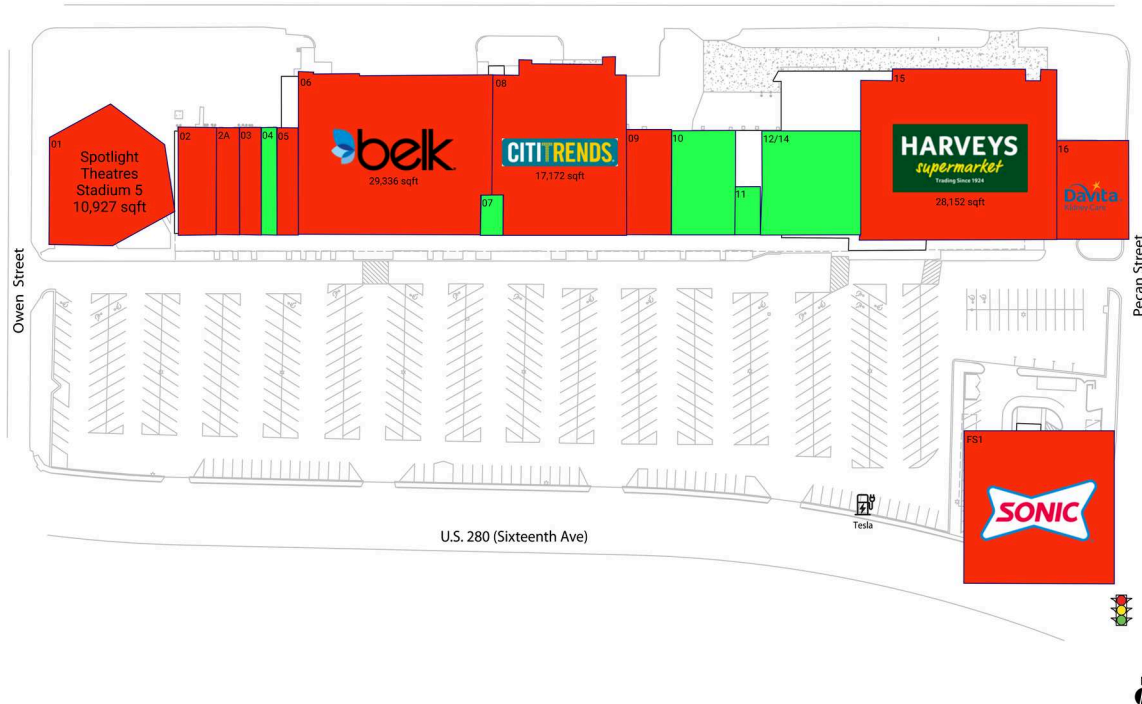 01
Spotlight
Theatres
Stadium 5
10,927 sqft
02
2A
03
04
05
06
belk
29,336 sqft
07
08
CITITRENDS
17,172 sqft
09
10
11
12/14
15
HARVEYS
supermarket
Trading Since 1924
28,152 sqft
16
DaVita
Kidney Care
Owen Street
Pecan Street
FS1
SONIC
Tesla
U.S. 280 (Sixteenth Ave)